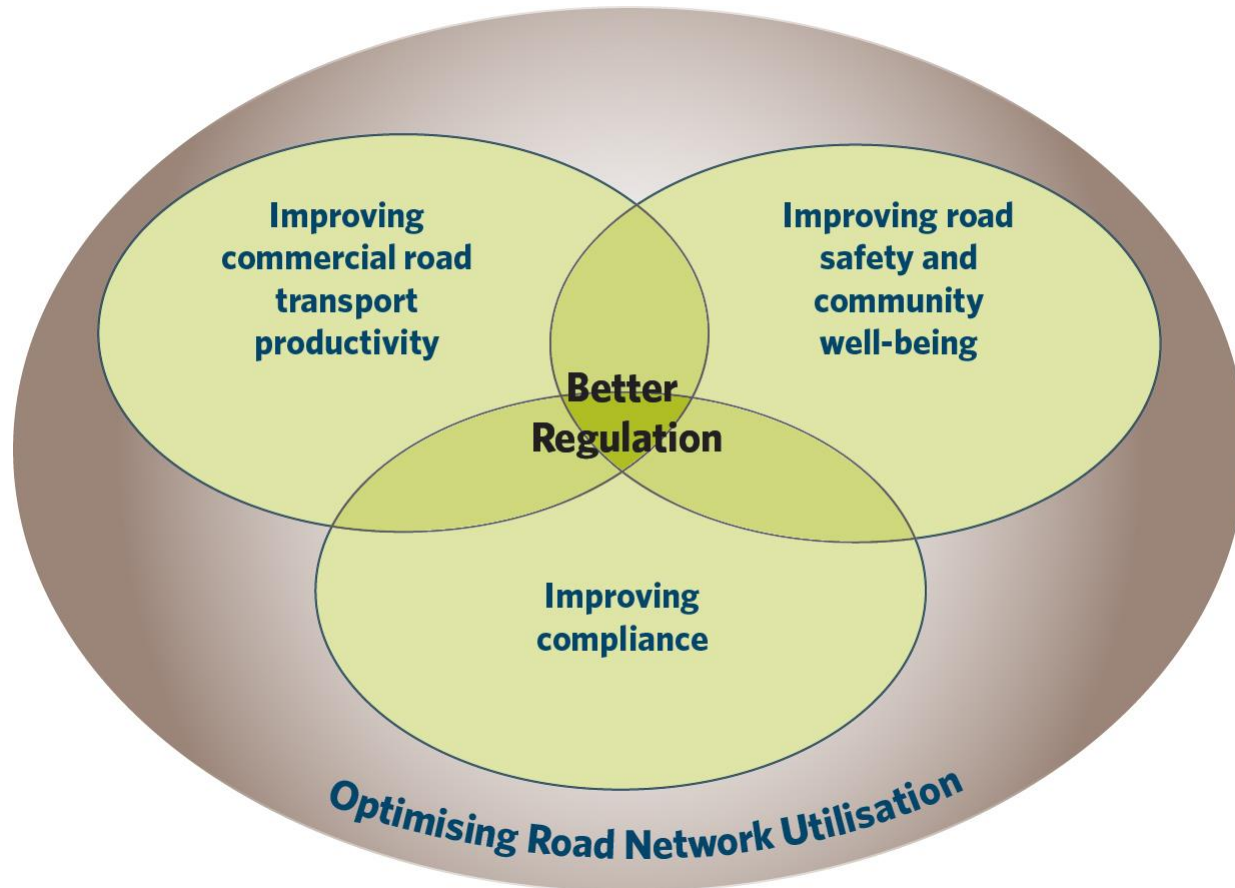 Improving
commercial road
transport
productivity
Improving road
safety and
community
well-being
Better
Regulation
Improving
compliance
Optimising Road Network Utilisation